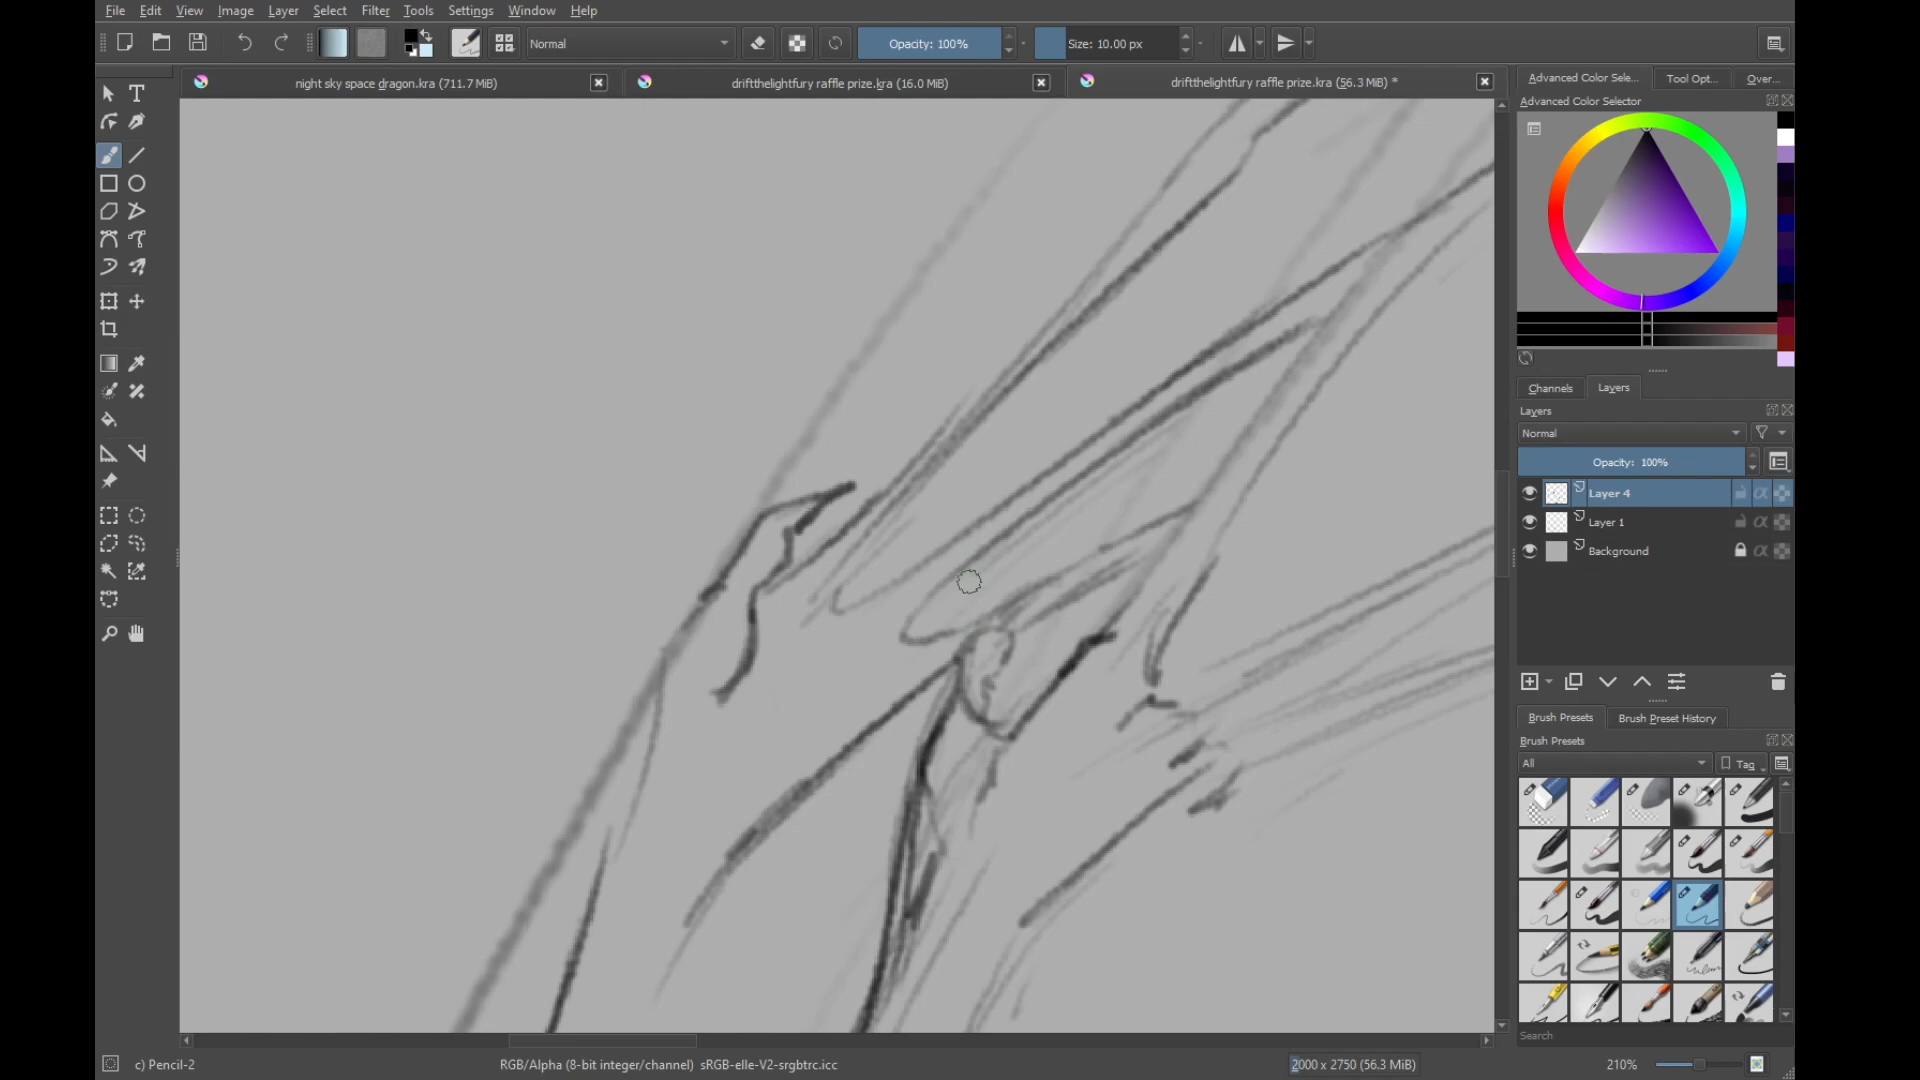 File Edit View Image Layer Select Filter Tools Settings Window Help
Normal Opacity: 100% Size: 10.00 px
night sky space dragon.kra (711.7 MiB) driftthelightfury raffle prize.kra (16.0 MiB) driftthelightfury raffle prize.kra (56.3 MiB) *
Advanced Color Sele... Tool Opt... Over...
Advanced Color Selector
Channels Layers
Layers
Normal
Opacity: 100%
Layer 4
Layer 1
Background
Brush Presets Brush Preset History
Brush Presets
All Tag
Search
c) Pencil-2 RGB/Alpha (8-bit integer/channel) sRGB-elle-V2-srgbtrc.icc 2000 x 2750 (56.3 MiB) 210%